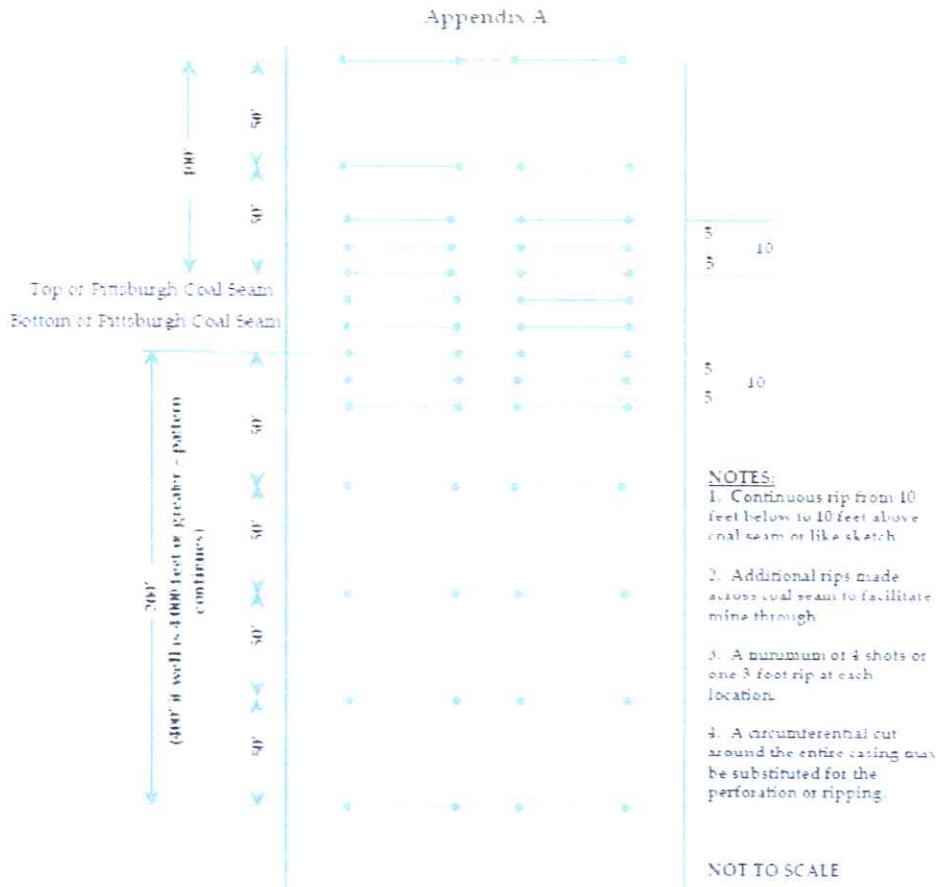 Appendix A
50'
100'
50'
5
10
5
Top of Pittsburgh Coal Seam
Bottom of Pittsburgh Coal Seam
50'
5
10
5
200'
(400' if well is 4000 feet or greater - pattern
continues)
50'
50'
50'
NOTES:
1. Continuous rip from 10
feet below to 10 feet above
coal seam or like sketch
2. Additional rips made
across coal seam to facilitate
mine through
3. A minimum of 4 shots or
one 3 foot rip at each
location.
4. A circumferential cut
around the entire casing may
be substituted for the
perforation or ripping.
NOT TO SCALE